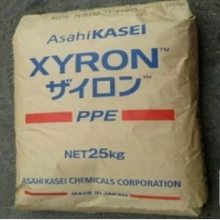 AsahiKASEI
XYRON™
ザイロン™
PPE
NET25kg
ASAHI KASEI CHEMICALS CORPORATION
MADE IN JAPAN